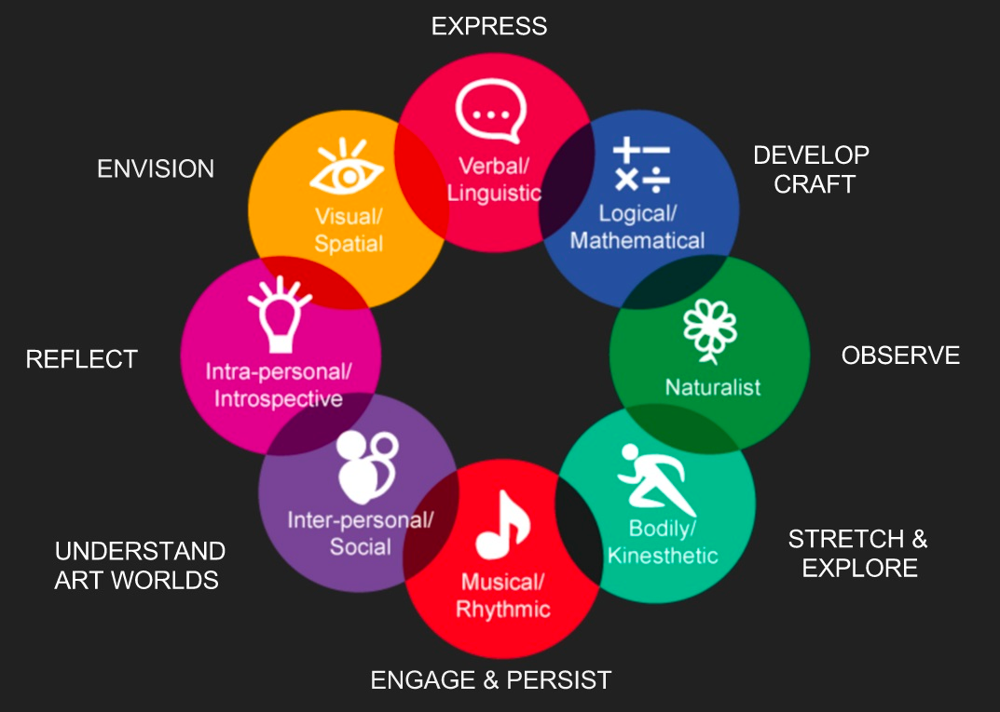 EXPRESS
Verbal/
Linguistic
ENVISION
Visual/
Spatial
Logical/
Mathematical
DEVELOP
CRAFT
REFLECT
Intra-personal/
Introspective
Naturalist
OBSERVE
UNDERSTAND
ART WORLDS
Inter-personal/
Social
Musical/
Rhythmic
Bodily/
Kinesthetic
STRETCH &
EXPLORE
ENGAGE & PERSIST